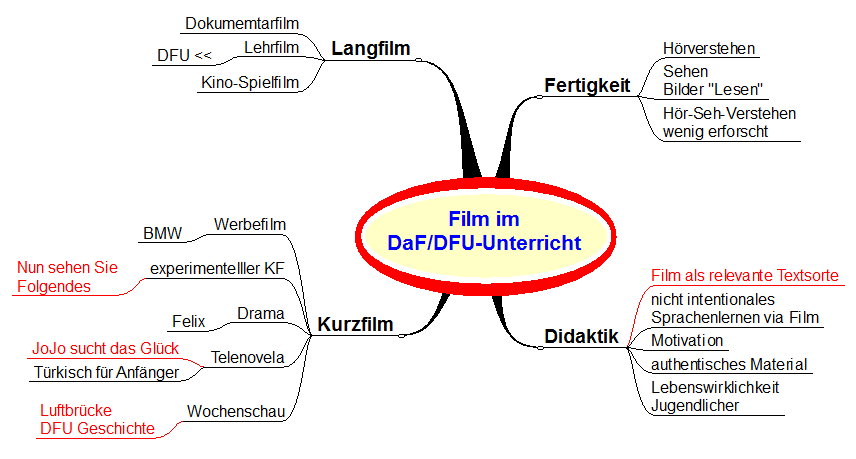 Film im
DaF/DFU-Unterricht
Langfilm
Dokumemtarfilm
Lehrfilm
DFU <<
Kino-Spielfilm
Fertigkeit
Hörverstehen
Sehen
Bilder "Lesen"
Hör-Seh-Verstehen
wenig erforscht
Kurzfilm
Werbefilm
BMW
experimentelller KF
Nun sehen Sie
Folgendes
Drama
Felix
Telenovela
JoJo sucht das Glück
Türkisch für Anfänger
Wochenschau
Luftbrücke
DFU Geschichte
Didaktik
Film als relevante Textsorte
nicht intentionales
Sprachenlernen via Film
Motivation
authentisches Material
Lebenswirklichkeit
Jugendlicher